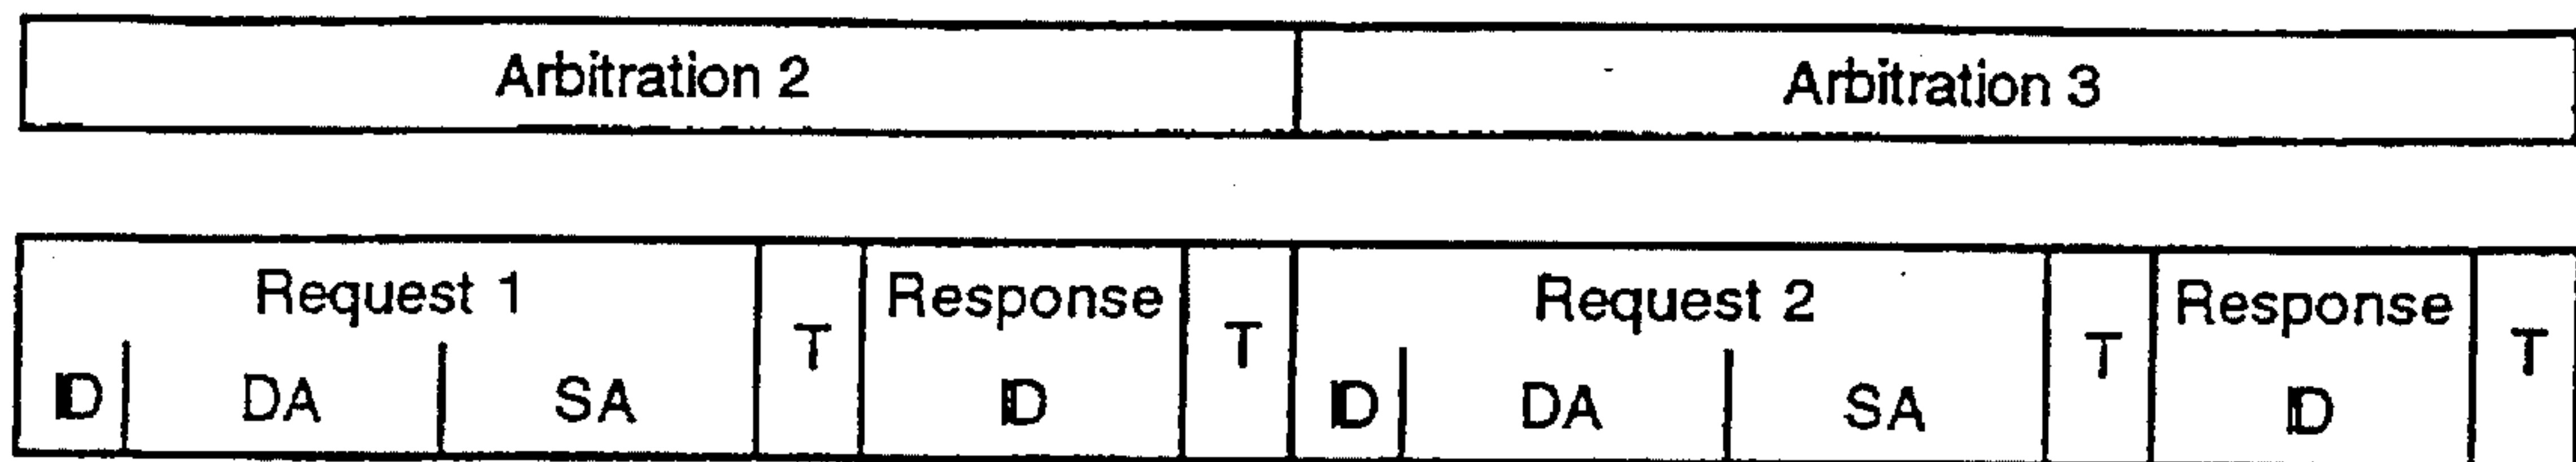 Arbitration 2 Arbitration 3
Request 1 T Response T Request 2 T Response T
ID DA SA ID ID DA SA ID